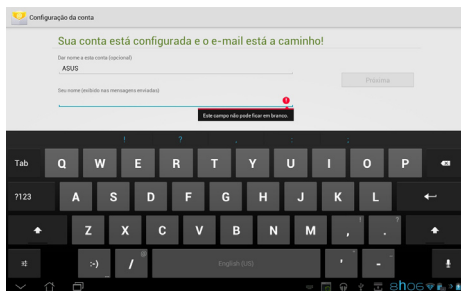 Configuração da conta
Sua conta está configurada e o e-mail está a caminho!
Dar nome a esta conta (opcional)
ASUS
Próxima
Seu nome (exibido nas mensagens enviadas)
Este campo não pode ficar em branco.
! ? , : ;
Tab Q W E R T Y U I O P
?123 A S D F G H J K L
Z X C V B N M , ! . ?
:-) / @ English (US) ' " - _
8h06